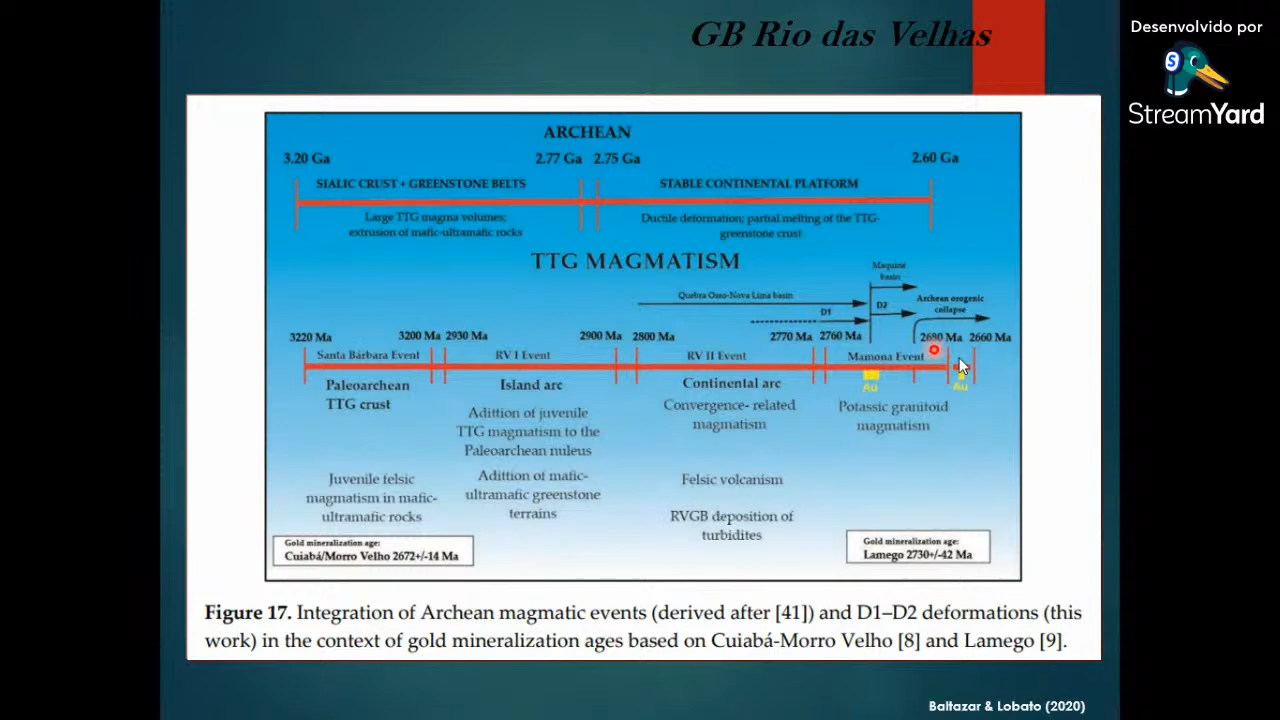 GB Rio das Velhas
Desenvolvido por
S
StreamYard
ARCHEAN
3.20 Ga 2.77 Ga 2.75 Ga 2.60 Ga
SIALIC CRUST + GREENSTONE BELTS STABLE CONTINENTAL PLATFORM
Large TTG magma volumes;
extrusion of mafic-ultramafic rocks
Ductile deformation; partial melting of the TTG-
greenstone crust
TTG MAGMATISM
Maquiné
basin
Quebra Osso-Nova Lima basin
D1
D2
Archean orogenic
collapse
3220 Ma 3200 Ma 2930 Ma 2900 Ma 2800 Ma 2770 Ma 2760 Ma 2680 Ma 2660 Ma
Santa Bárbara Event RV I Event RV II Event Mamona Event
Au Au
Paleoarchean
TTG crust
Juvenile felsic
magmatism in mafic-
ultramafic rocks
Island arc
Adittion of juvenile
TTG magmatism to the
Paleoarchean nuleus
Adittion of mafic-
ultramafic greenstone
terrains
Continental arc
Convergence- related
magmatism
Felsic volcanism
RVGB deposition of
turbidites
Potassic granitoid
magmatism
Gold mineralization age:
Cuiabá/Morro Velho 2672+/-14 Ma
Gold mineralization age:
Lamego 2730+/-42 Ma
Figure 17. Integration of Archean magmatic events (derived after [41]) and D1–D2 deformations (this
work) in the context of gold mineralization ages based on Cuiabá-Morro Velho [8] and Lamego [9].
Baltazar & Lobato (2020)